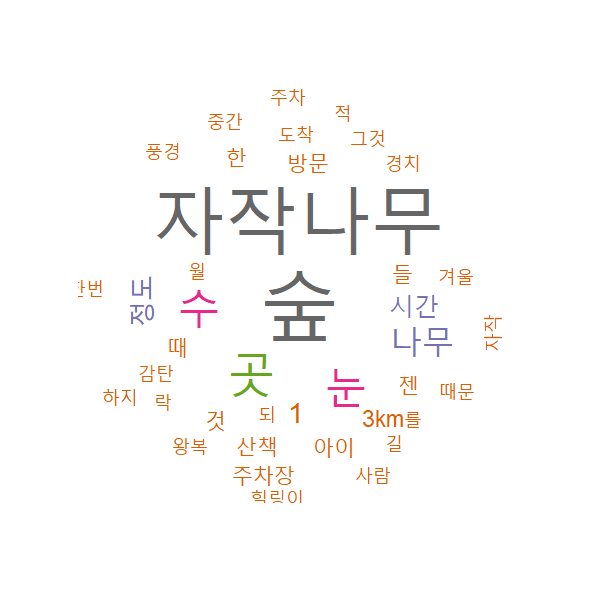 주차
적
중간
도착
그것
풍경
한
방문
경치
자작나무
월
들
겨울
정도
수
숲
시간
자작
나무
때
곳
눈
감탄
젠
때문
하지
락
것
되
1
3km를
왕복
산책
아이
길
주차장
사람
힐링이